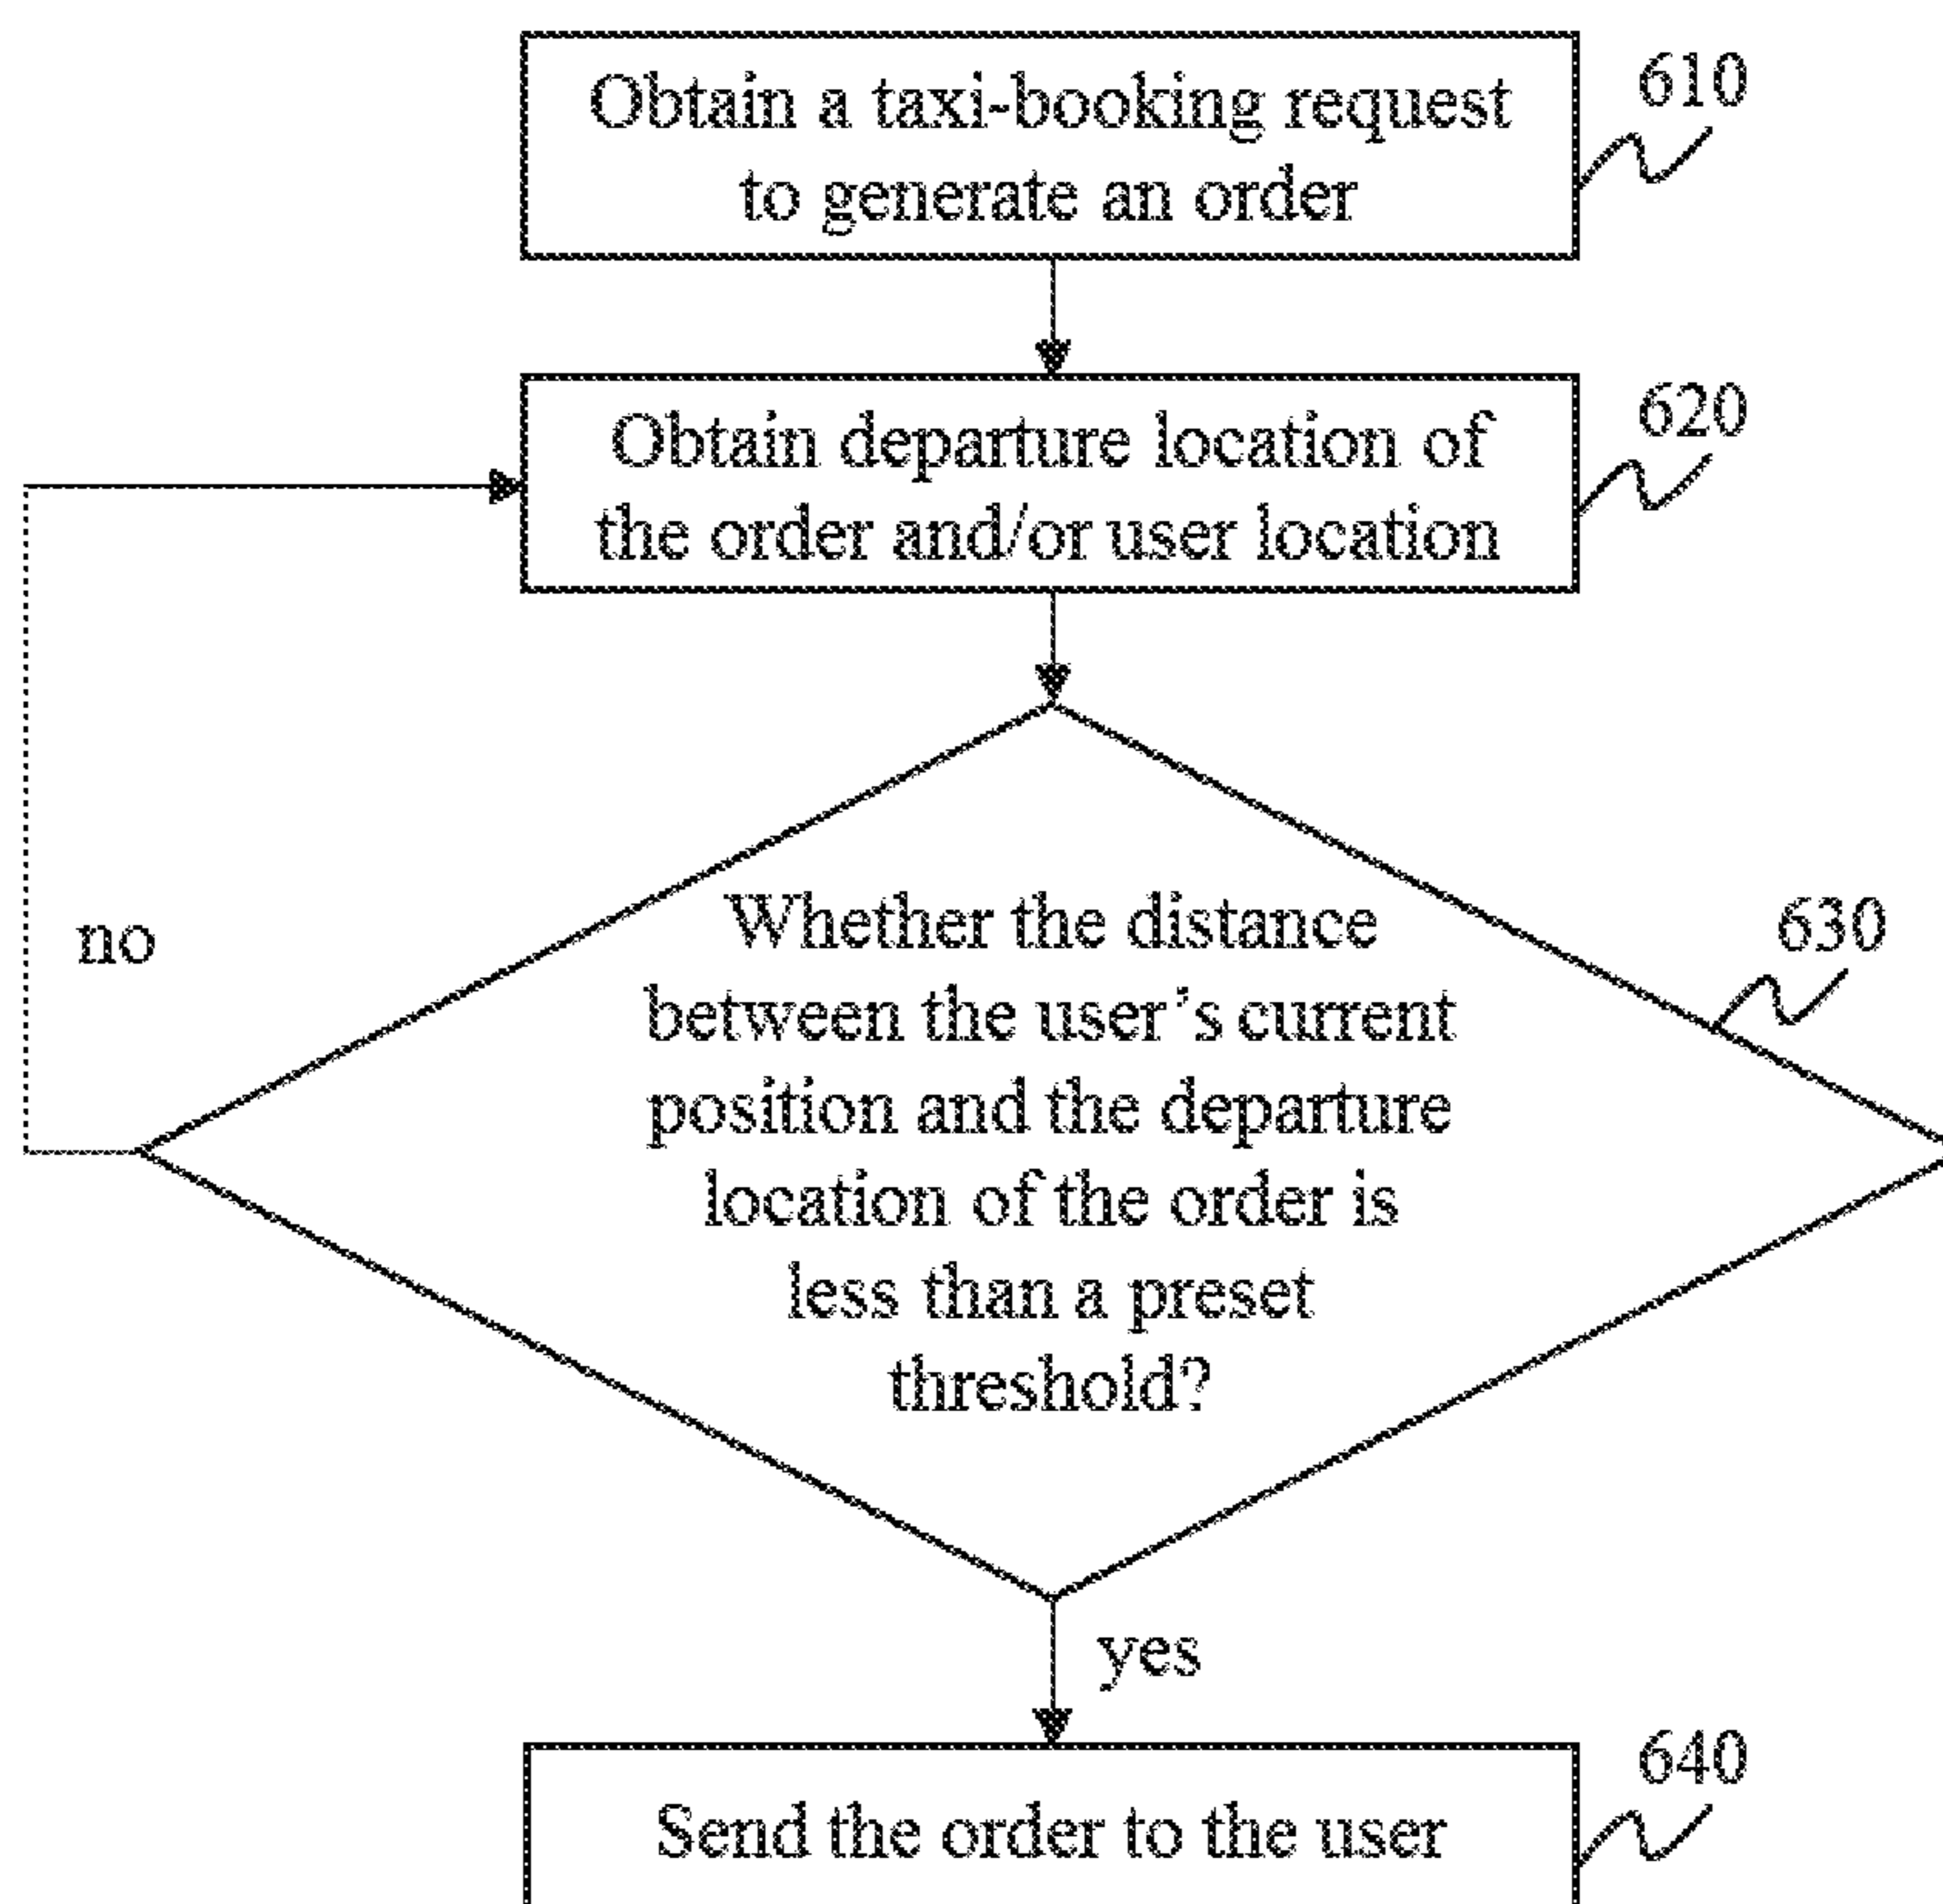 Obtain a taxi-booking request
to generate an order
610
Obtain departure location of
the order and/or user location
620
no
Whether the distance
between the user's current
position and the departure
location of the order is
less than a preset
threshold?
630
yes
Send the order to the user
640